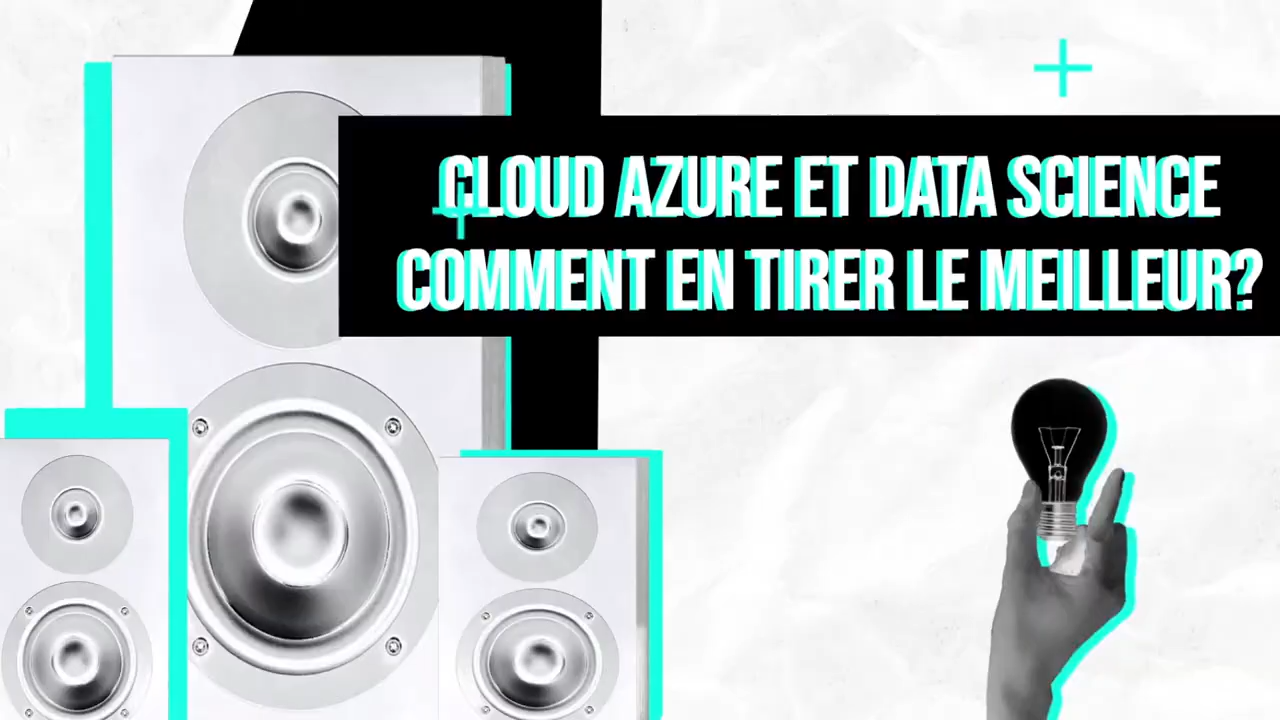 CLOUD AZURE ET DATA SCIENCE
COMMENT EN TIRER LE MEILLEUR?